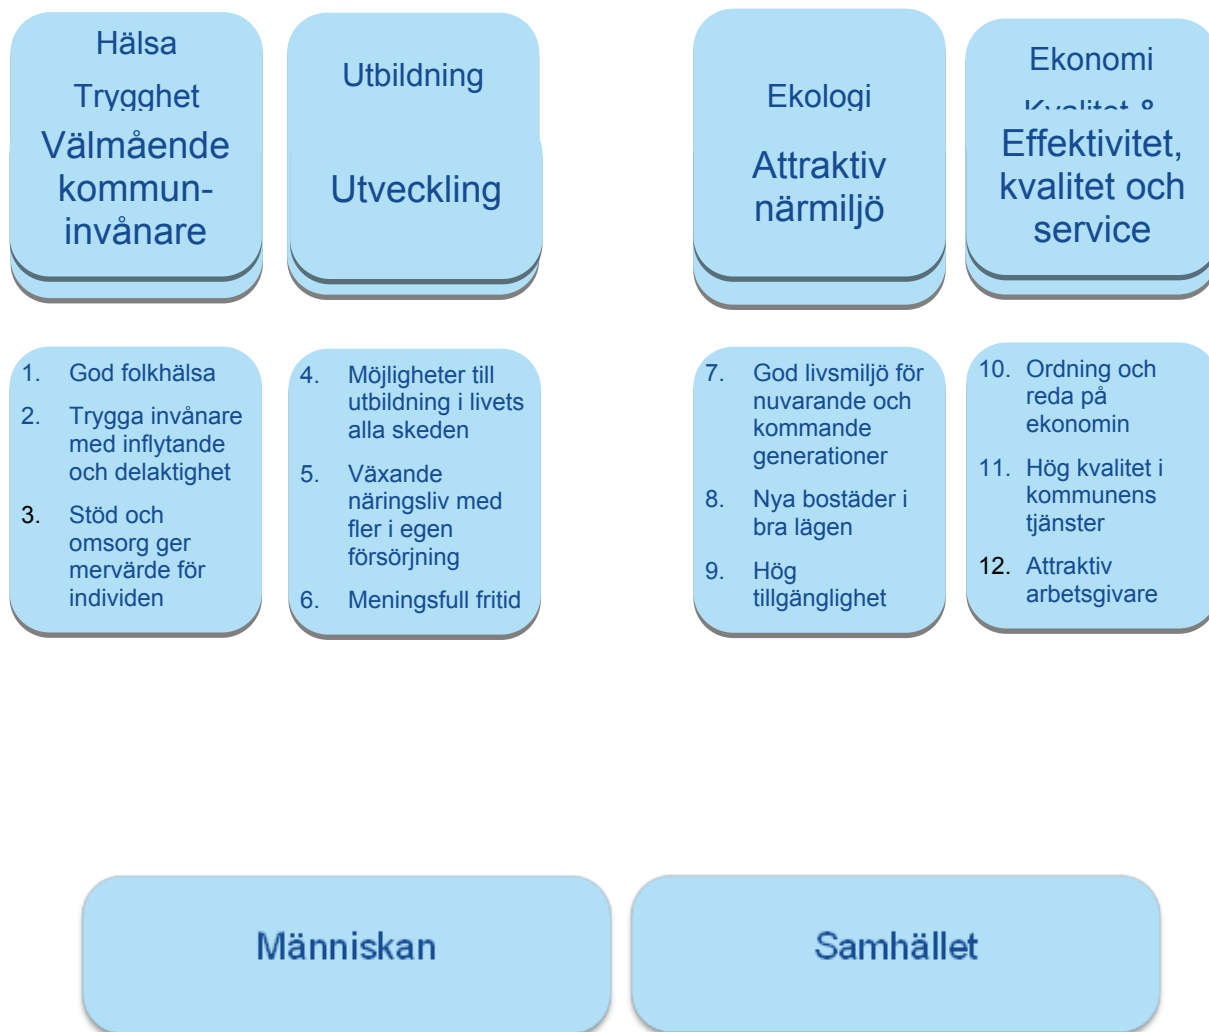 Hälsa
Trygghet
Välmående
kommun-
invånare
Utbildning
Utveckling
Ekologi
Attraktiv
närmiljö
Ekonomi
Kvalitet &
Effektivitet,
kvalitet och
service
1. God folkhälsa
2. Trygga invånare
med inflytande
och delaktighet
3. Stöd och
omsorg ger
mervärde för
individen
4. Möjligheter till
utbildning i livets
alla skeden
5. Växande
näringsliv med
fler i egen
försörjning
6. Meningsfull fritid
7. God livsmiljö för
nuvarande och
kommande
generationer
8. Nya bostäder i
bra lägen
9. Hög
tillgänglighet
10. Ordning och
reda på
ekonomin
11. Hög kvalitet i
kommunens
tjänster
12. Attraktiv
arbetsgivare
Människan
Samhället